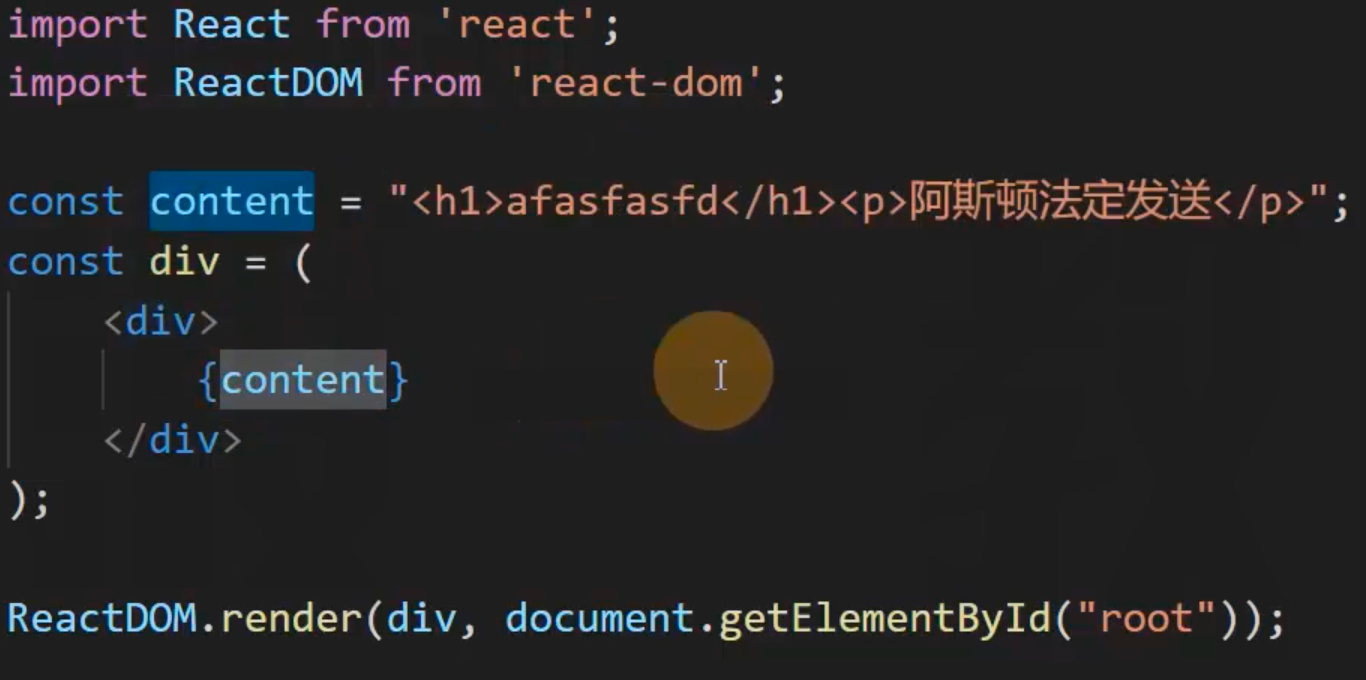 import React from 'react';
import ReactDOM from 'react-dom';
const content = "<h1>afasfasfd</h1><p>阿斯顿法定发送</p>";
const div = (
<div>
{content}
</div>
);
ReactDOM.render(div, document.getElementById("root"));